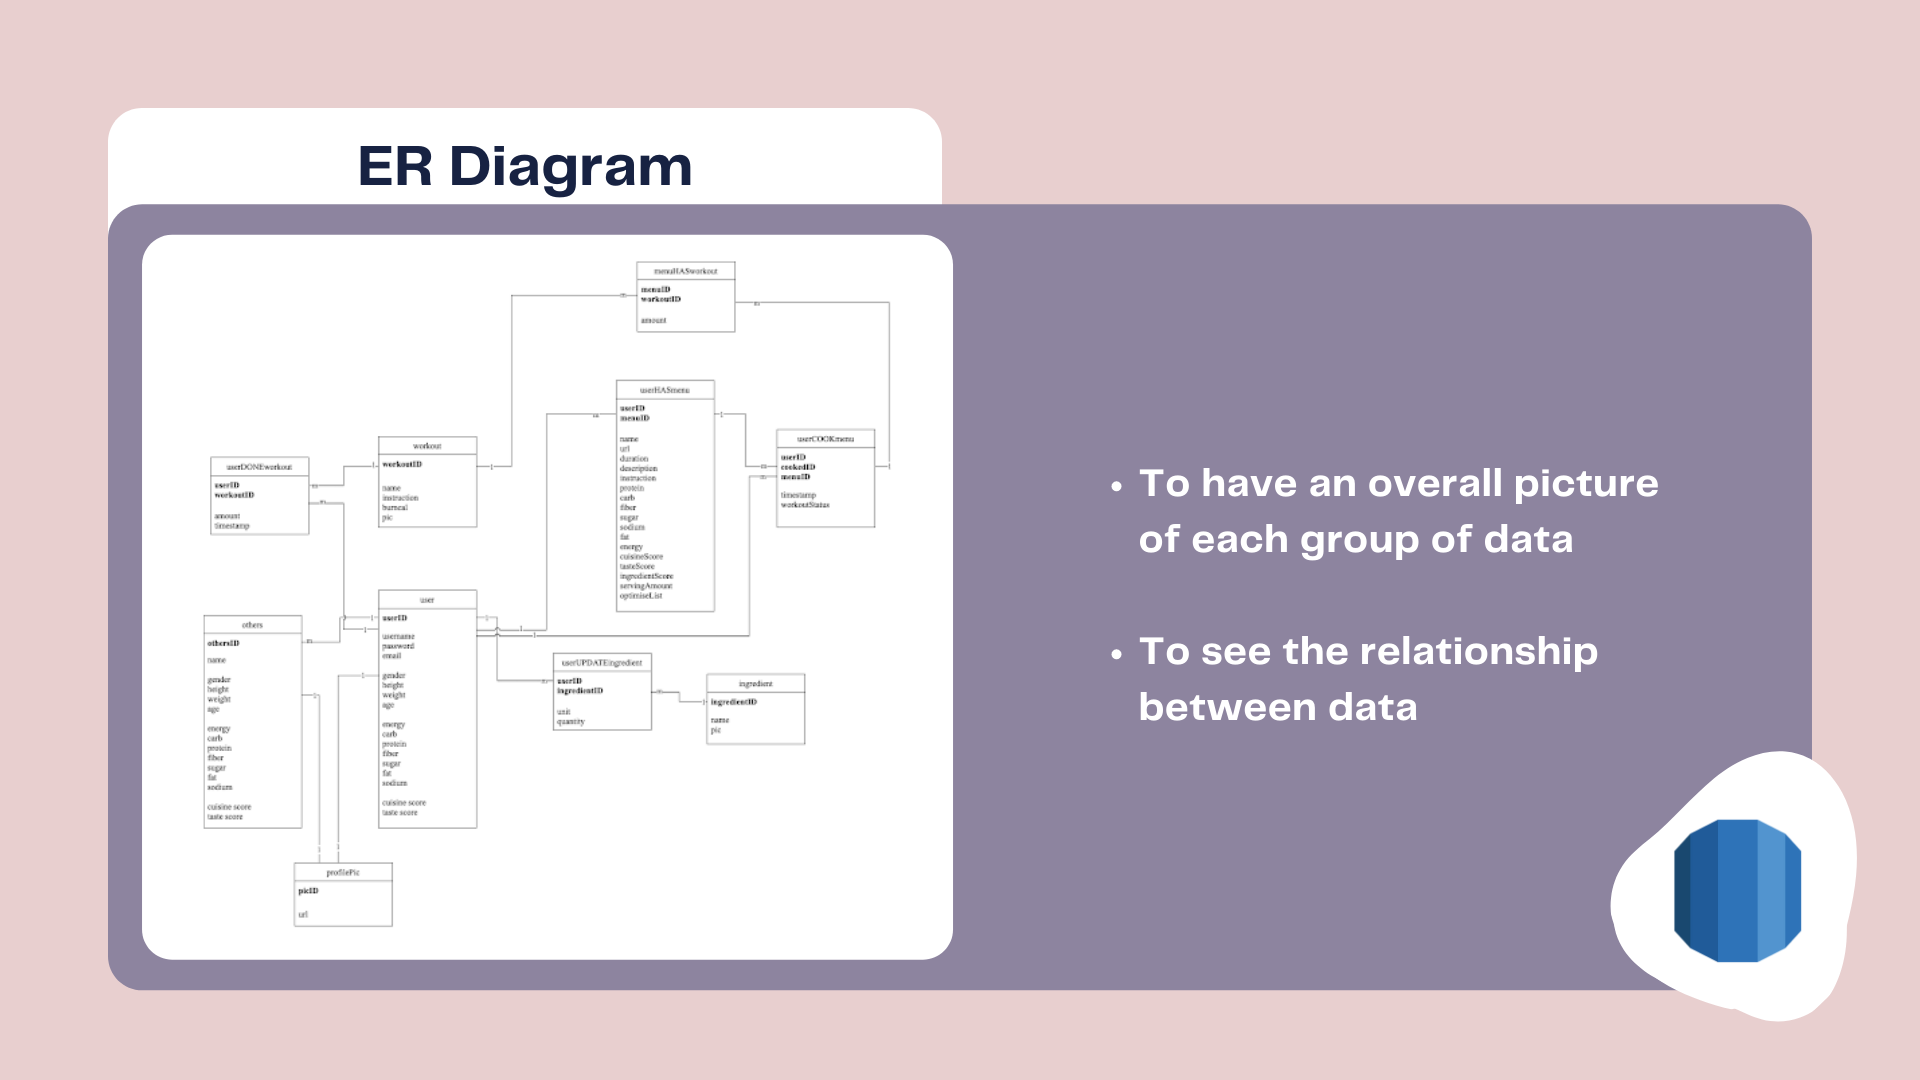 ER Diagram
menuHASworkout
menuID
workoutID
amount
userHASmenu
userID
menuID
name
url
duration
description
instruction
protein
carb
fiber
sugar
sodium
fat
energy
cuisineScore
tasteScore
ingredientScore
servingAmount
optimiseList
userCOOKmenu
userID
cookedID
menuID
timestamp
workoutStatus
workout
workoutID
name
instruction
burncal
pic
userDONEworkout
userID
workoutID
amount
timestamp
user
userID
username
password
email
gender
height
weight
age
energy
carb
protein
fiber
sugar
fat
sodium
cuisine score
taste score
others
othersID
name
gender
height
weight
age
energy
carb
protein
fiber
sugar
fat
sodium
cuisine score
taste score
userUPDATEingredient
userID
ingredientID
unit
quantity
ingredient
ingredientID
name
pic
profilePic
picID
url
• To have an overall picture
of each group of data
• To see the relationship
between data